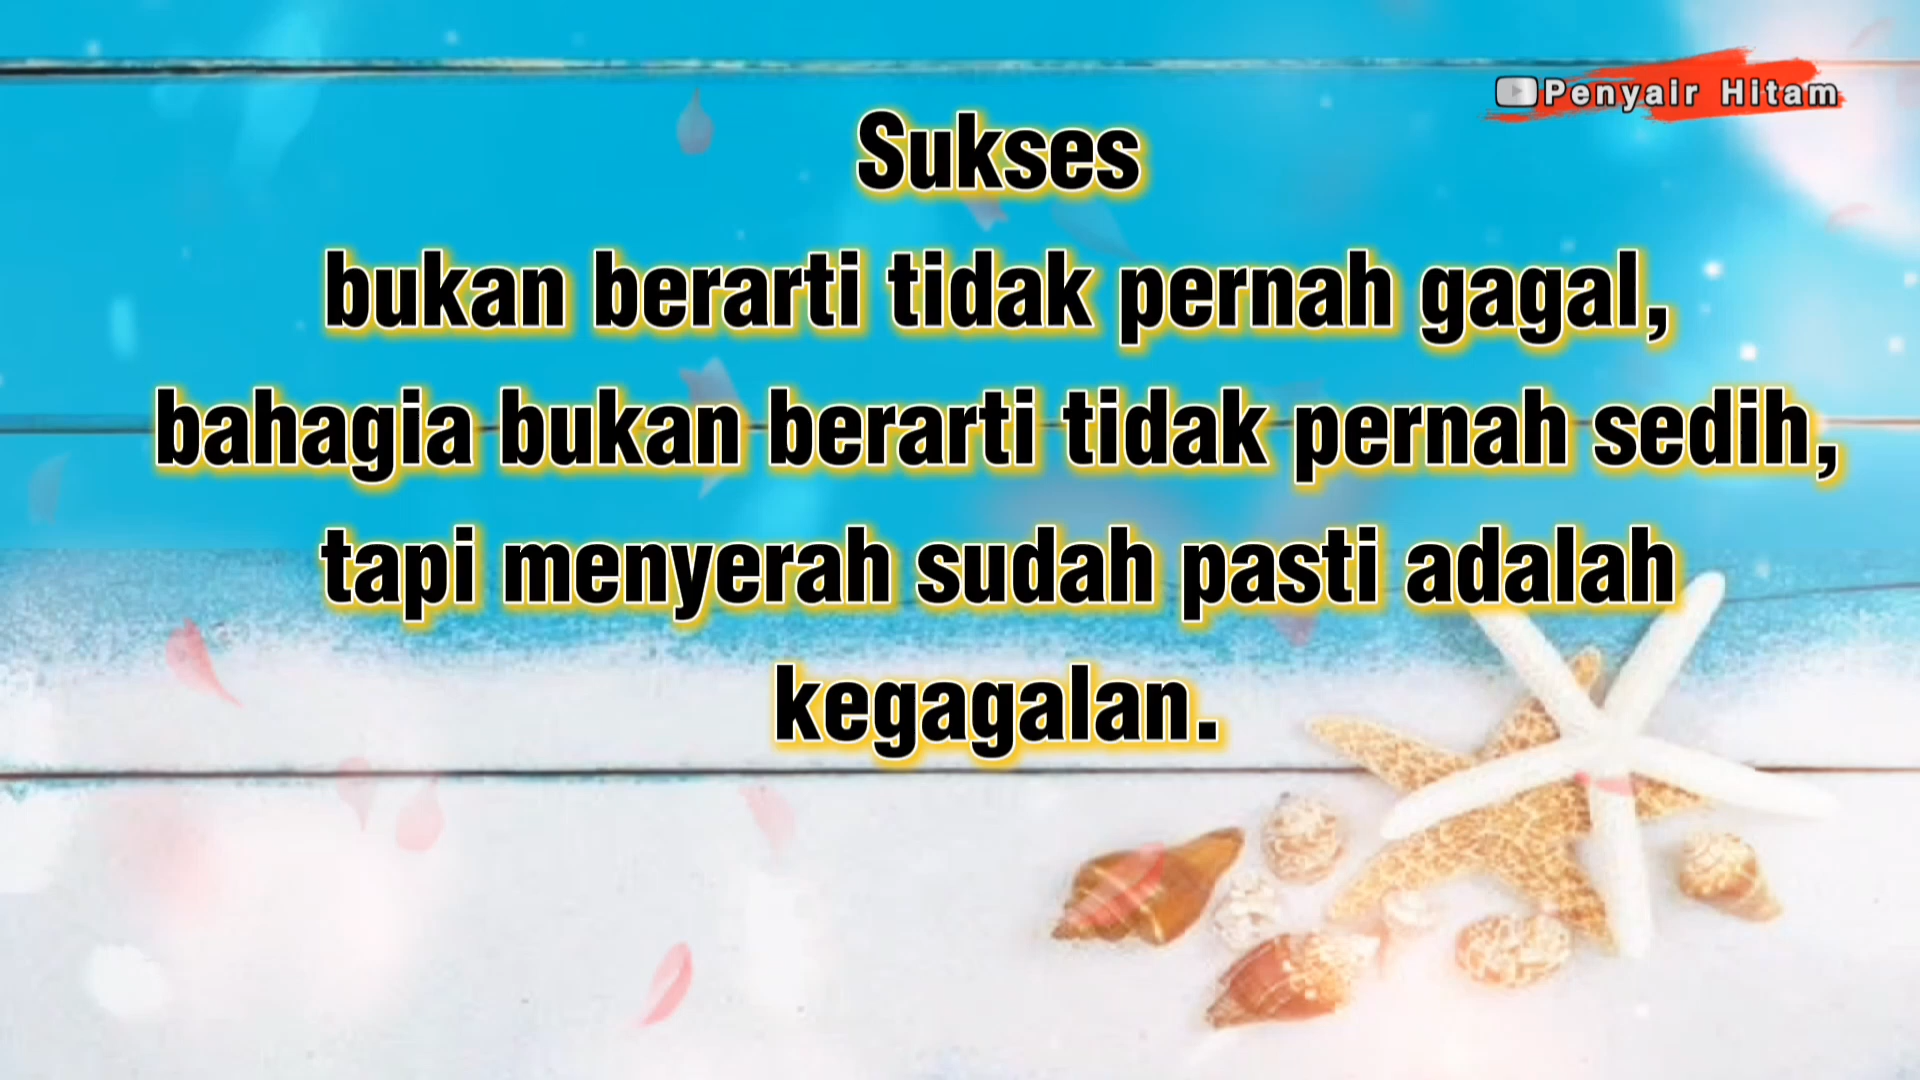 Penyair Hitam
Sukses
bukan berarti tidak pernah gagal,
bahagia bukan berarti tidak pernah sedih,
tapi menyerah sudah pasti adalah
kegagalan.